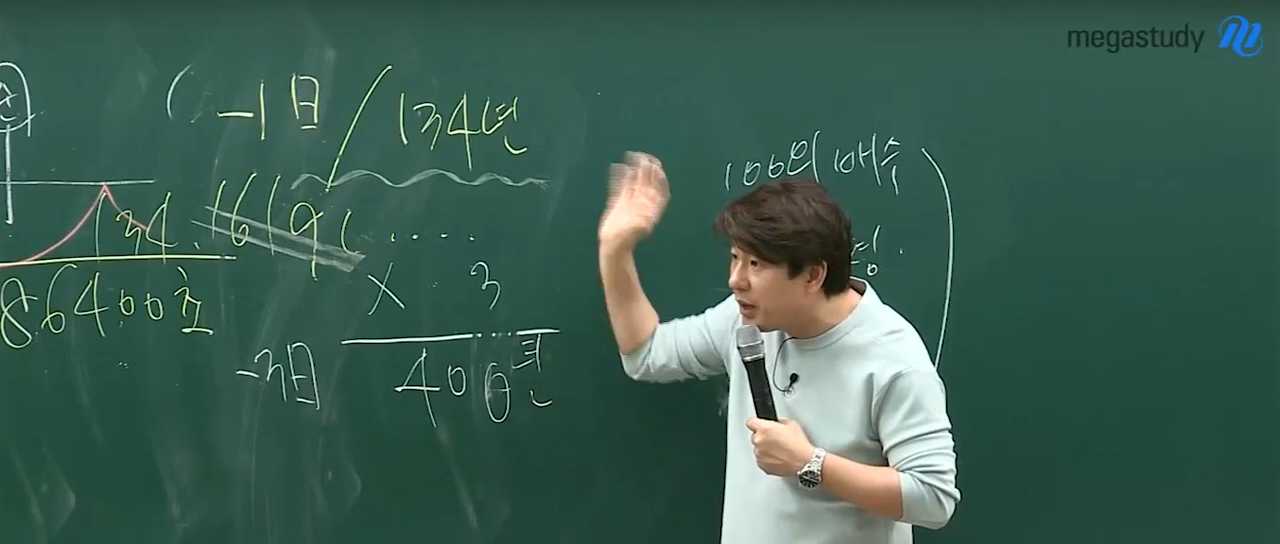 megastudy
-1日 / 134년
134.1619(....
86400초
× 3
-3日 400년
100의 배수